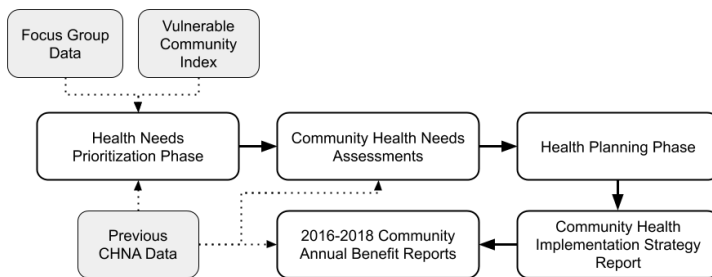 Focus Group
Data
Vulnerable
Community
Index
Health Needs
Prioritization Phase
Community Health Needs
Assessments
Health Planning Phase
Previous
CHNA Data
2016-2018 Community
Annual Benefit Reports
Community Health
Implementation Strategy
Report